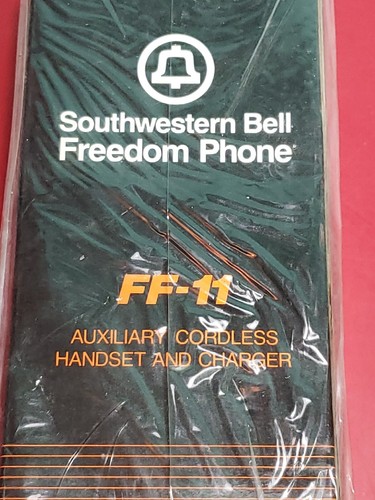 Southwestern Bell
Freedom Phone
FF-11
AUXILIARY CORDLESS
HANDSET AND CHARGER